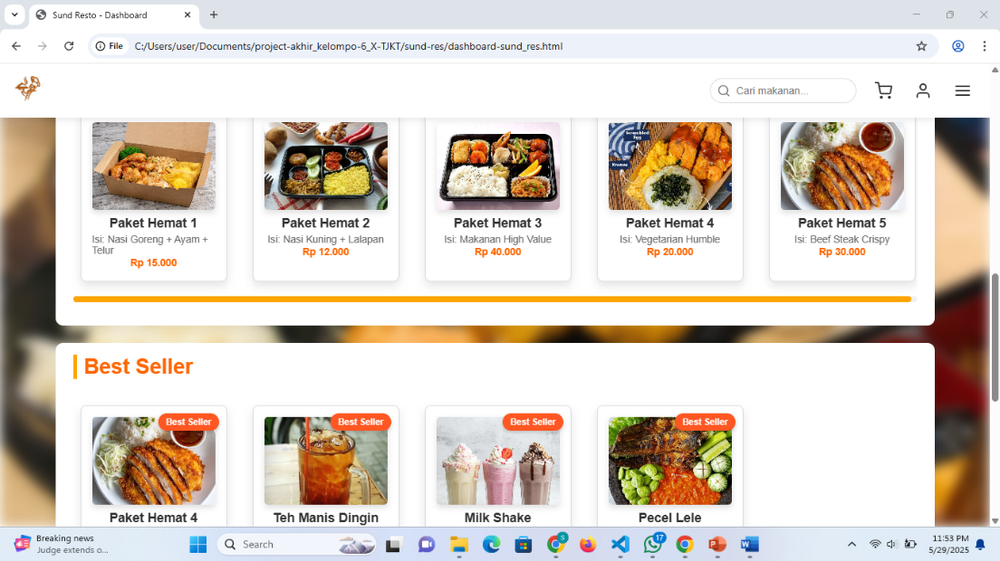 Sund Resto - Dashboard
File
C:/Users/user/Documents/project-akhir_kelompo-6_X-TJKT/sund-res/dashboard-sund_res.html
Cari makanan...
Scrambled
Egg
Kremes
Paket Hemat 1
Isi: Nasi Goreng + Ayam +
Telur
Rp 15.000
Paket Hemat 2
Isi: Nasi Kuning + Lalapan
Rp 12.000
Paket Hemat 3
Isi: Makanan High Value
Rp 40.000
Paket Hemat 4
Isi: Vegetarian Humble
Rp 20.000
Paket Hemat 5
Isi: Beef Steak Crispy
Rp 30.000
Best Seller
Best Seller
Paket Hemat 4
Best Seller
Teh Manis Dingin
Best Seller
Milk Shake
Best Seller
Pecel Lele
Breaking news
Judge extends o...
Search
S
17
11:53 PM
5/29/2025